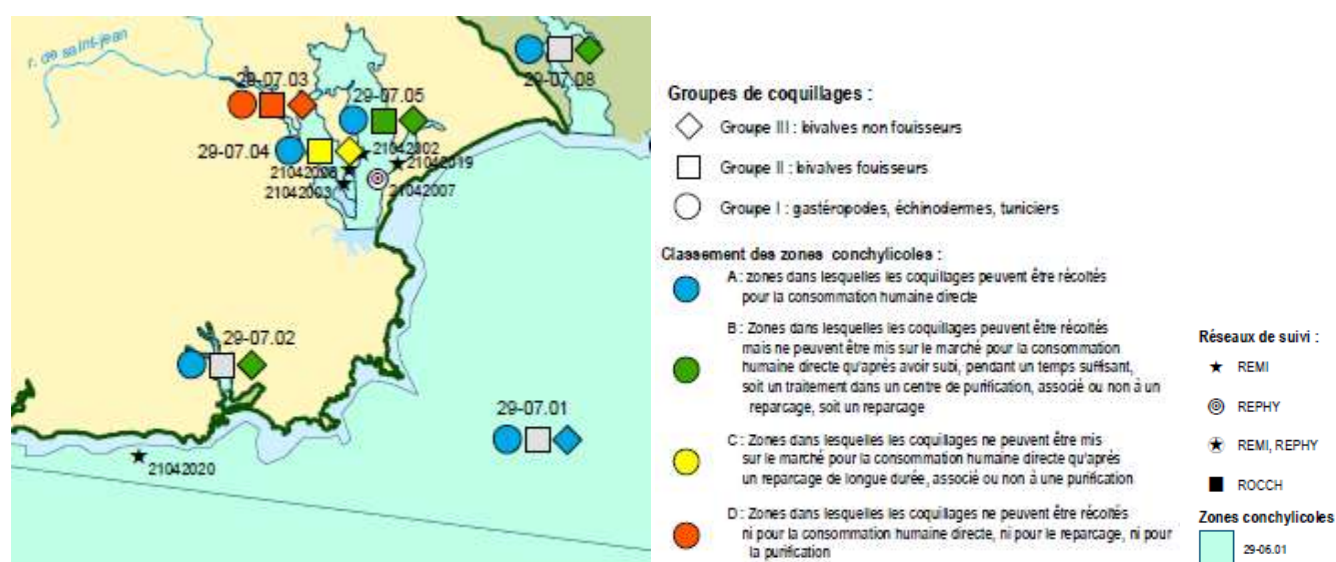 r. de saint-jean
29-07.03
29-07.05
29-07.08
29-07.04
21042002
21042019
21042003
21042007
29-07.02
29-07.01
21042020
Groupes de coquillages :
Groupe III : bivalves non fouisseurs
Groupe II : bivalves fouisseurs
Groupe I : gastéropodes, échinodermes, tuniciers
Classement des zones conchylicoles :
A : zones dans lesquelles les coquillages peuvent être récoltés
pour la consommation humaine directe
B : Zones dans lesquelles les coquillages peuvent être récoltés
mais ne peuvent être mis sur le marché pour la consommation
humaine directe qu'après avoir subi, pendant un temps suffisant,
soit un traitement dans un centre de purification, associé ou non à un
reparcage, soit un reparcage
C : Zones dans lesquelles les coquillages ne peuvent être mis
sur le marché pour la consommation humaine directe qu'après
un reparcage de longue durée, associé ou non à une purification
D : Zones dans lesquelles les coquillages ne peuvent être récoltés
ni pour la consommation humaine directe, ni pour le reparcage, ni pour
la purification
Réseaux de suivi :
REMI
REPHY
REMI, REPHY
ROCCH
Zones conchylicoles
29-06.01